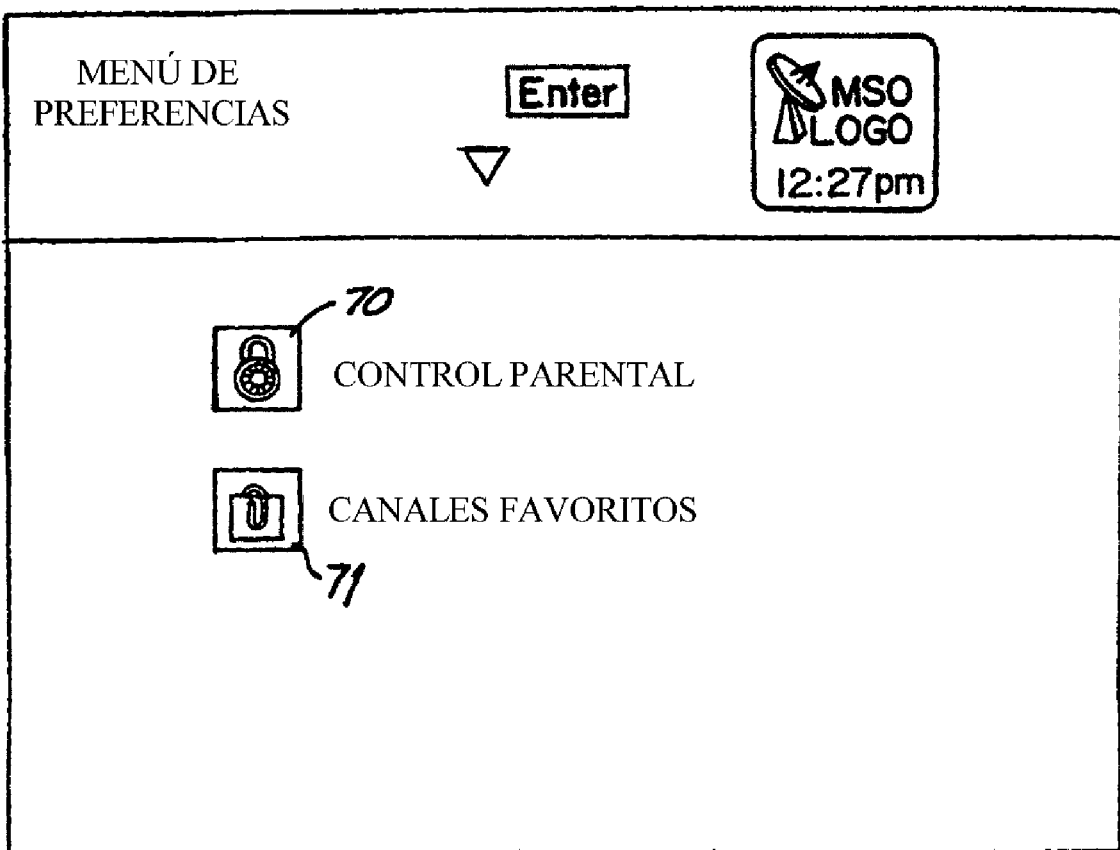 MENÚ DE
PREFERENCIAS
Enter
MSO
LOGO
12:27pm
70
CONTROL PARENTAL
CANALES FAVORITOS
71